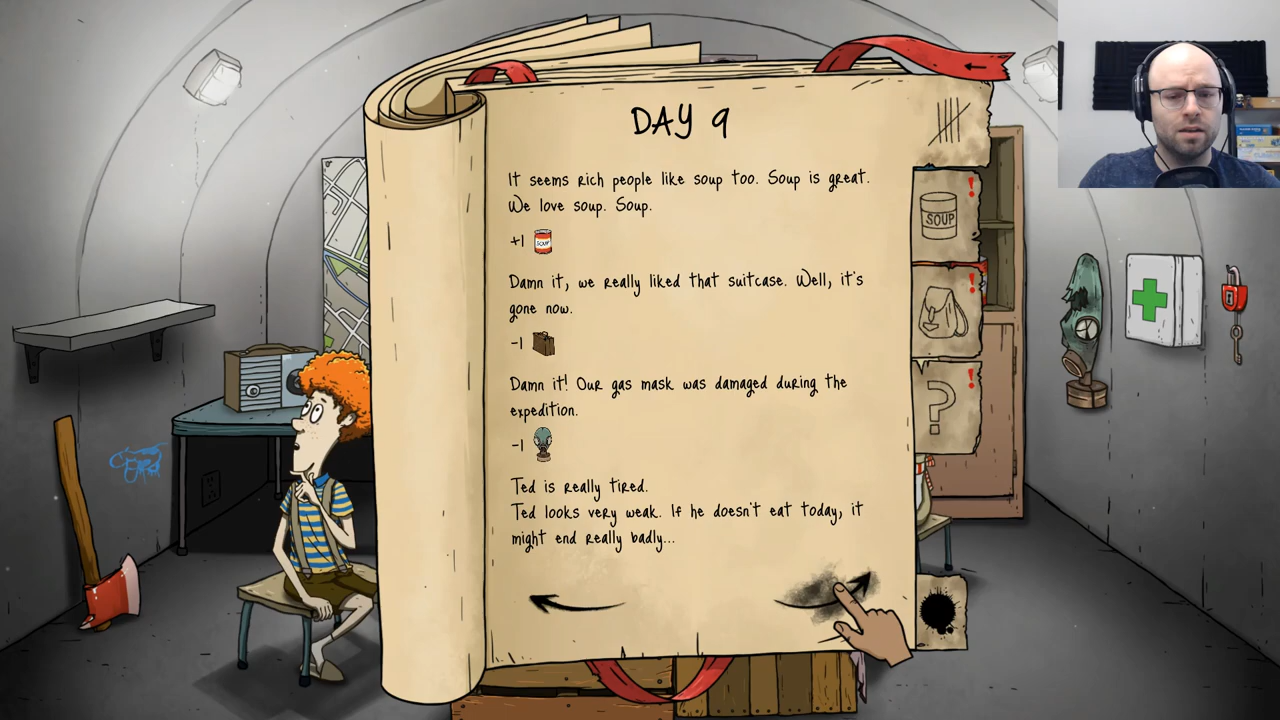 DAY 9
It seems rich people like soup too. Soup is great.
We love soup. Soup.
+1
SOUP
Damn it, we really liked that suitcase. Well, it's
gone now.
-1
Damn it! Our gas mask was damaged during the
expedition.
-1
Ted is really tired.
Ted looks very weak. If he doesn't eat today, it
might end really badly...
!
SOUP
!
!
?